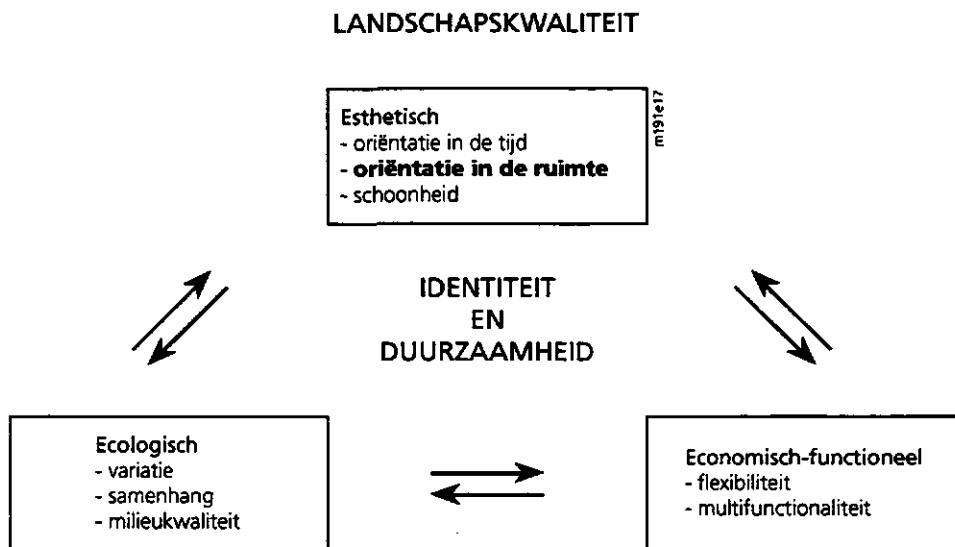 LANDSCHAPSKWALITEIT
Esthetisch
- oriëntatie in de tijd
- oriëntatie in de ruimte
- schoonheid
m191e17
IDENTITEIT
EN
DUURZAAMHEID
Ecologisch
- variatie
- samenhang
- milieukwaliteit
Economisch-functioneel
- flexibiliteit
- multifunctionaliteit